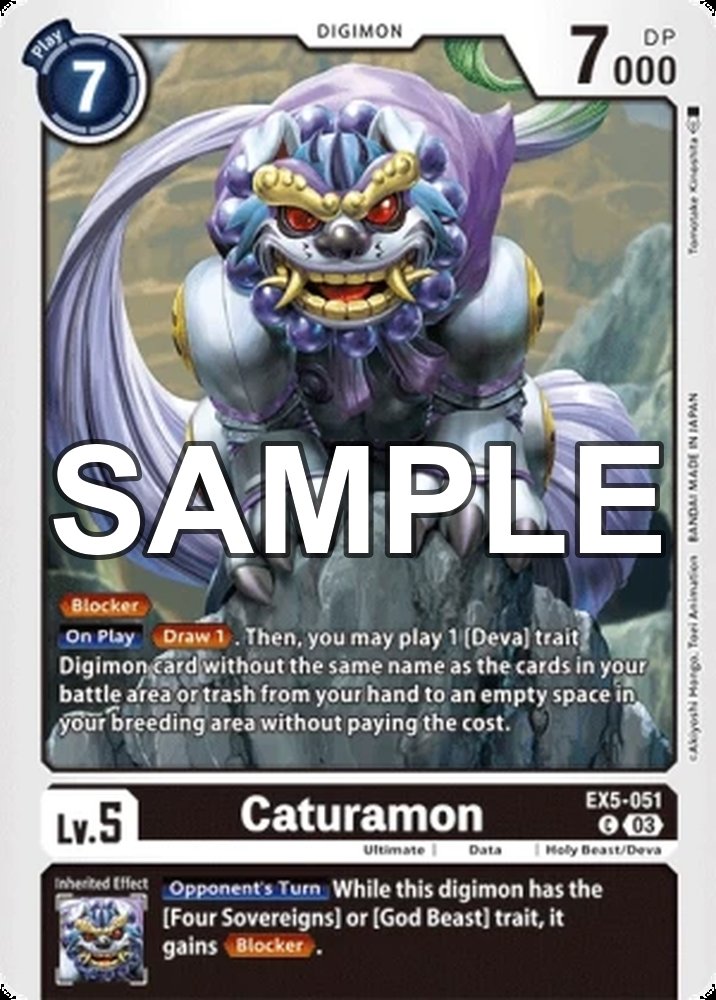 Play
7
DIGIMON
DP
7000
Tomotake Kinoshita
BANDAI MADE IN JAPAN
©Akiyoshi Hongo, Toei Animation
SAMPLE
Blocker
On Play Draw 1. Then, you may play 1 [Deva] trait
Digimon card without the same name as the cards in your
battle area or trash from your hand to an empty space in
your breeding area without paying the cost.
Lv.5
Caturamon
EX5-051
C 03
Ultimate | Data | Holy Beast/Deva
Inherited Effect
Opponent's Turn While this digimon has the
[Four Sovereigns] or [God Beast] trait, it
gains Blocker.